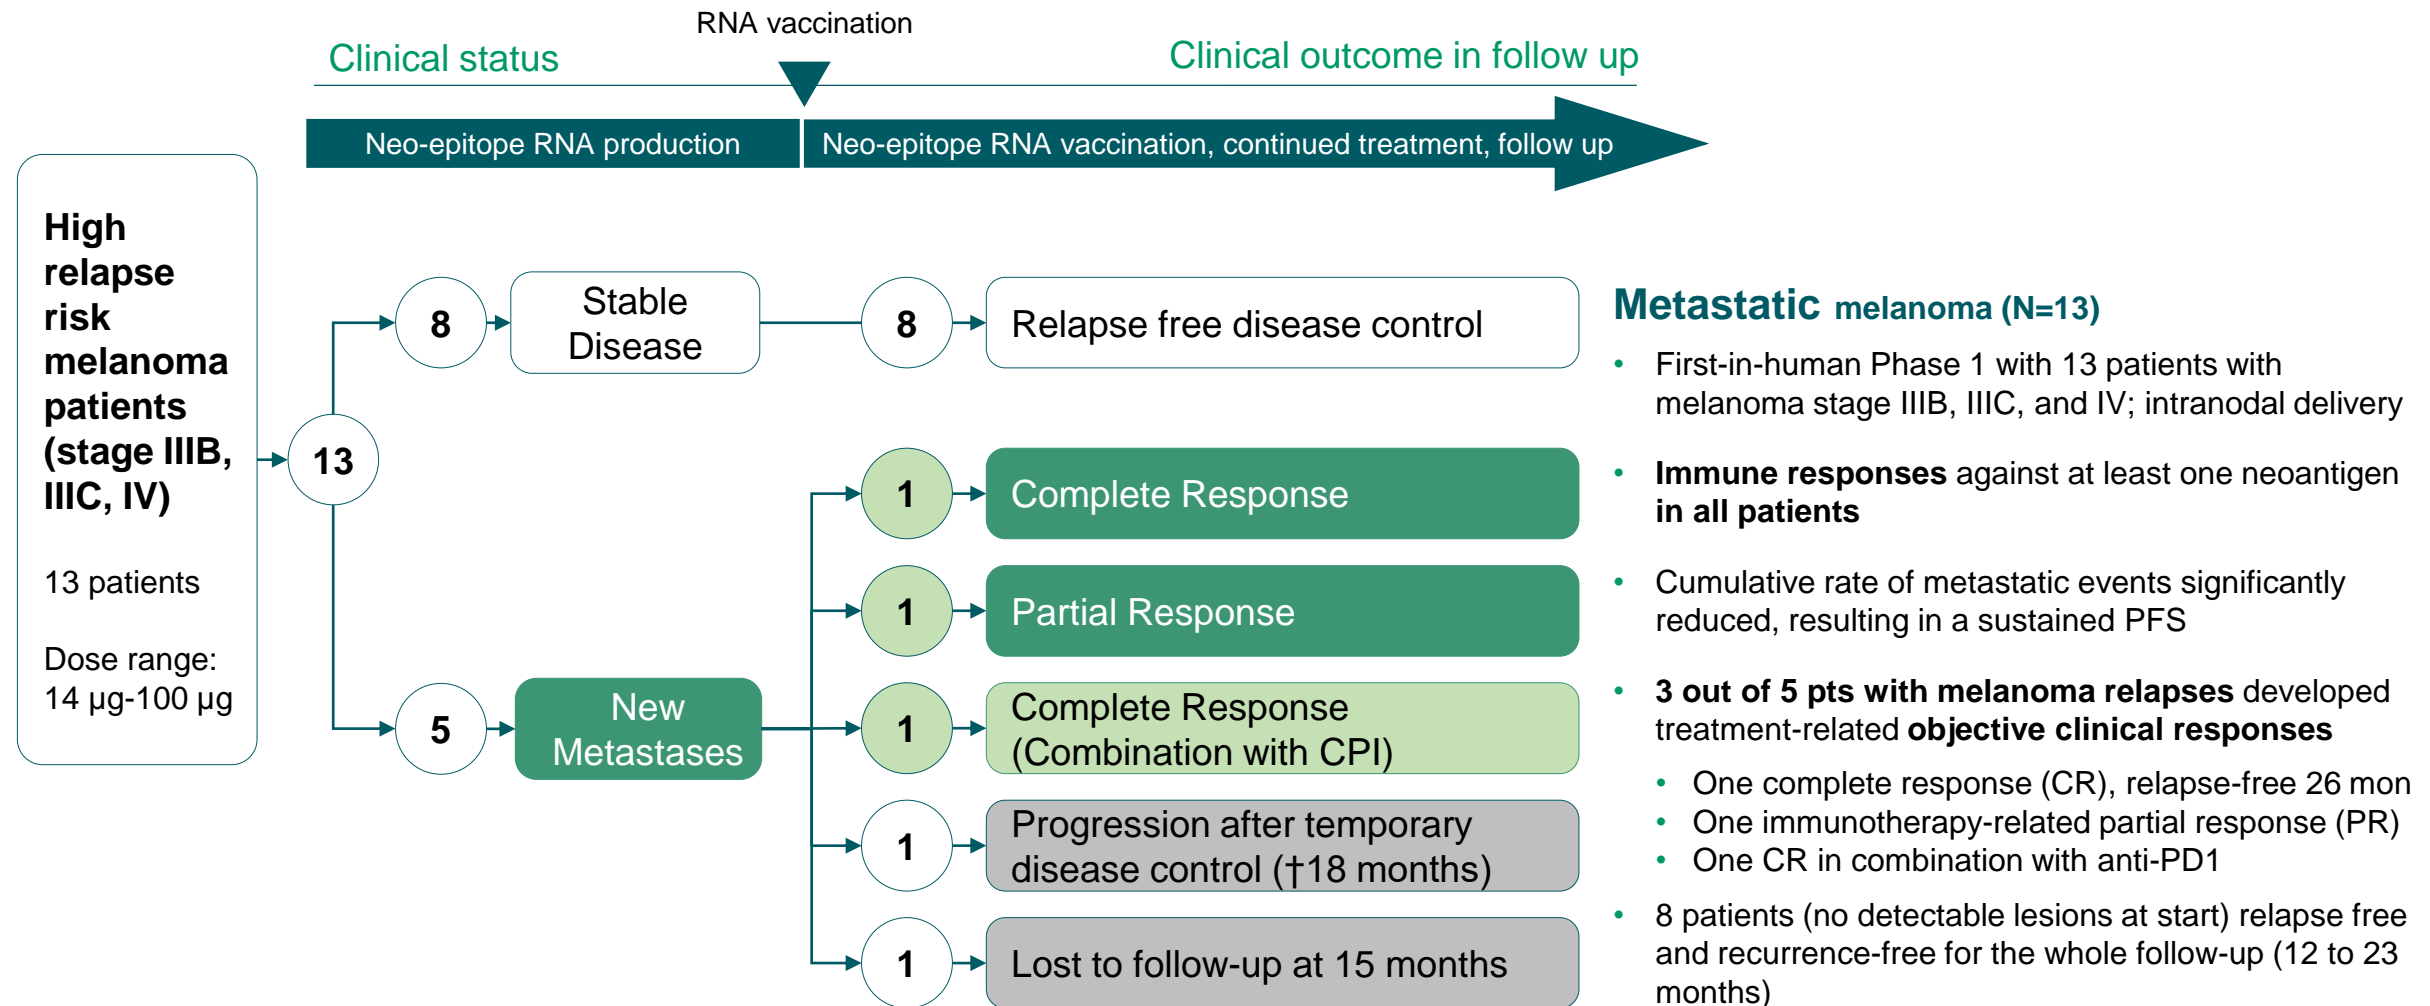 RNA vaccination
Clinical status
Clinical outcome in follow up
Neo-epitope RNA production
Neo-epitope RNA vaccination, continued treatment, follow up
High
relapse
risk
melanoma
patients
(stage IIIB,
IIIC, IV)
13 patients
Dose range:
14 μg-100 μg
13
8
Stable
Disease
8
Relapse free disease control
5
New
Metastases
1
Complete Response
1
Partial Response
1
Complete Response
(Combination with CPI)
1
Progression after temporary
disease control (†18 months)
1
Lost to follow-up at 15 months
Metastatic melanoma (N=13)
• First-in-human Phase 1 with 13 patients with
melanoma stage IIIB, IIIC, and IV; intranodal delivery
• Immune responses against at least one neoantigen
in all patients
• Cumulative rate of metastatic events significantly
reduced, resulting in a sustained PFS
• 3 out of 5 pts with melanoma relapses developed
treatment-related objective clinical responses
• One complete response (CR), relapse-free 26 mon
• One immunotherapy-related partial response (PR)
• One CR in combination with anti-PD1
• 8 patients (no detectable lesions at start) relapse free
and recurrence-free for the whole follow-up (12 to 23
months)